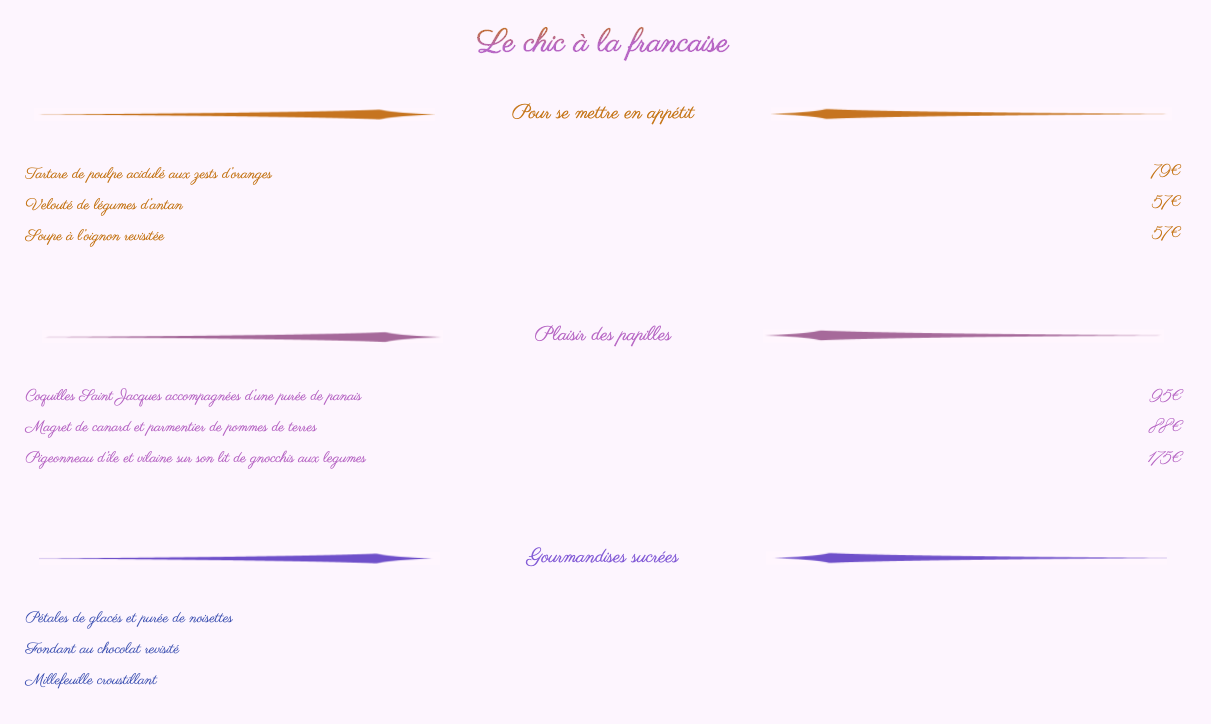 Le chic à la francaise
Pour se mettre en appétit
Tartare de poulpe acidulé aux zests d'oranges 79€
Velouté de légumes d'antan 57€
Soupe à l'oignon revisitée 57€
Plaisir des papilles
Coquilles Saint Jacques accompagnées d'une purée de panais 95€
Magret de canard et parmentier de pommes de terres 88€
Pigeonneau d'ile et vilaine sur son lit de gnocchis aux legumes 175€
Gourmandises sucrées
Pétales de glacés et purée de noisettes
Fondant au chocolat revisité
Millefeuille croustillant